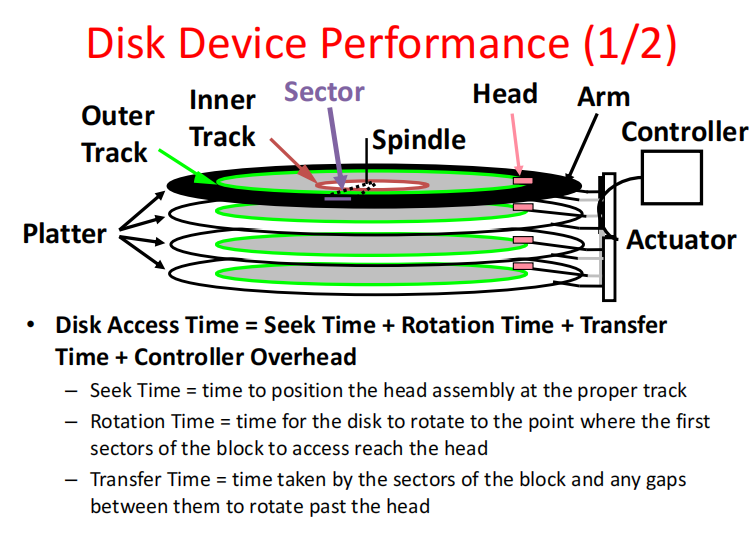 Disk Device Performance (1/2)
Outer
Track
Inner
Track
Sector
Spindle
Head
Arm
Controller
Platter
Actuator
• Disk Access Time = Seek Time + Rotation Time + Transfer
Time + Controller Overhead
– Seek Time = time to position the head assembly at the proper track
– Rotation Time = time for the disk to rotate to the point where the first
sectors of the block to access reach the head
– Transfer Time = time taken by the sectors of the block and any gaps
between them to rotate past the head